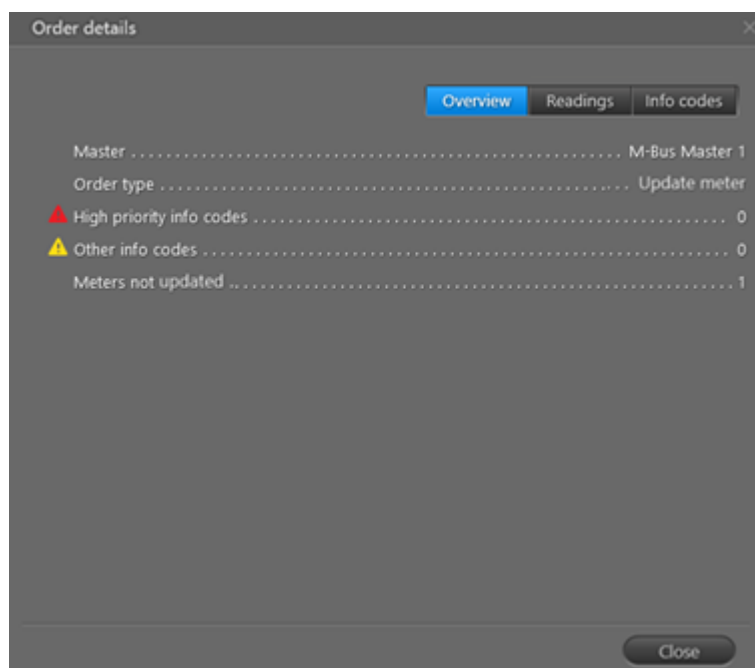 Order details
Overview Readings Info codes
Master ........................................................ M-Bus Master 1
Order type ........................................................ Update meter
High priority info codes ........................................................ 0
Other info codes ........................................................ 0
Meters not updated ........................................................ 1
Close